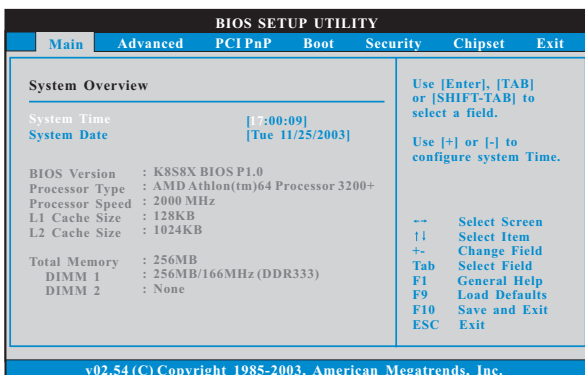 BIOS SETUP UTILITY
Main Advanced PCI PnP Boot Security Chipset Exit
System Overview
System Time [17:00:09]
System Date [Tue 11/25/2003]
BIOS Version : K8S8X BIOS P1.0
Processor Type : AMD Athlon(tm)64 Processor 3200+
Processor Speed : 2000 MHz
L1 Cache Size : 128KB
L2 Cache Size : 1024KB
Total Memory : 256MB
DIMM 1 : 256MB/166MHz (DDR333)
DIMM 2 : None
Use [Enter], [TAB]
or [SHIFT-TAB] to
select a field.
Use [+] or [-] to
configure system Time.
←→ Select Screen
↑↓ Select Item
+- Change Field
Tab Select Field
F1 General Help
F9 Load Defaults
F10 Save and Exit
ESC Exit
v02.54 (C) Copyright 1985-2003, American Megatrends, Inc.